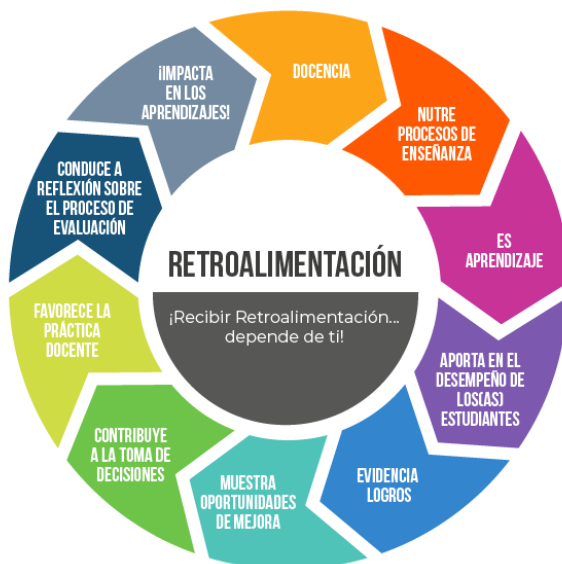 DOCENCIA
NUTRE
PROCESOS DE
ENSEÑANZA
ES
APRENDIZAJE
APORTA EN EL
DESEMPEÑO DE
LOS(AS)
ESTUDIANTES
EVIDENCIA
LOGROS
MUESTRA
OPORTUNIDADES
DE MEJORA
CONTRIBUYE
A LA TOMA DE
DECISIONES
FAVORECE LA
PRÁCTICA
DOCENTE
CONDUCE A
REFLEXIÓN SOBRE
EL PROCESO DE
EVALUACIÓN
¡IMPACTA
EN LOS
APRENDIZAJES!
RETROALIMENTACIÓN
¡Recibir Retroalimentación...
depende de ti!